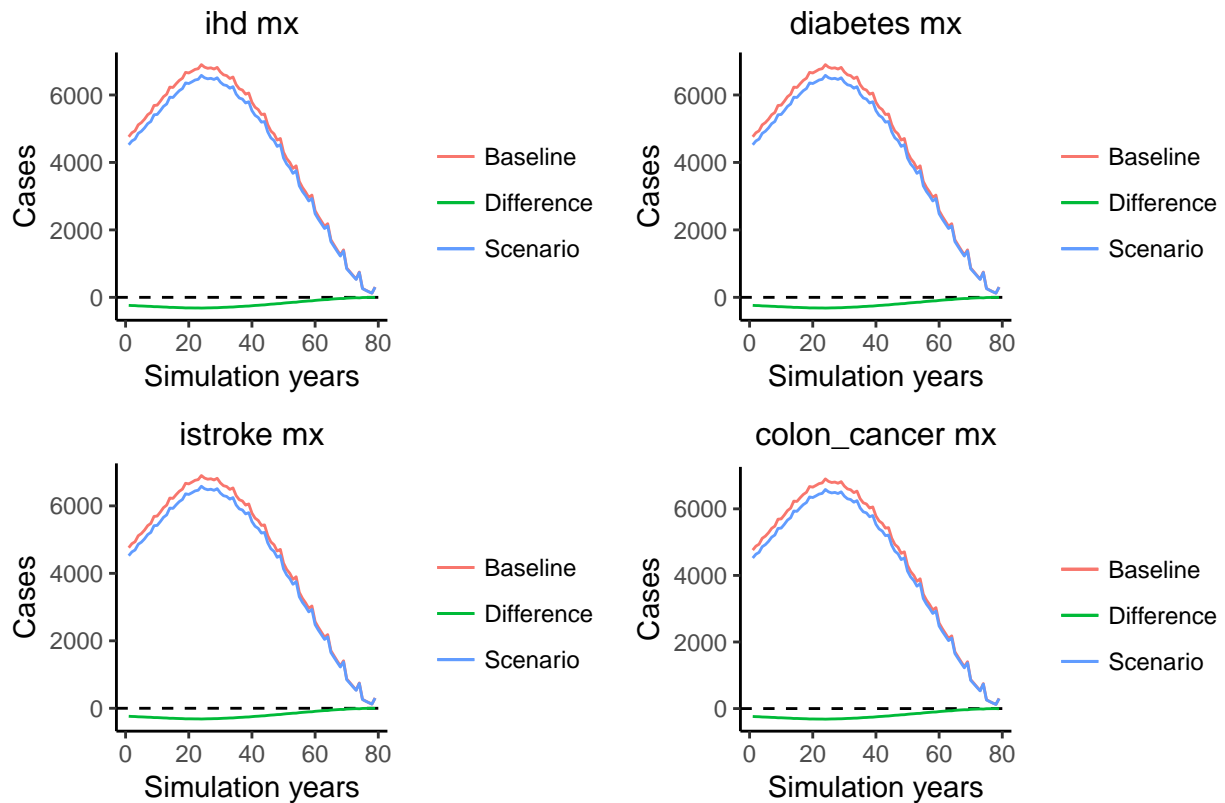 ihd mx
Cases
6000
4000
2000
0
0 20 40 60 80
Simulation years
Baseline
Difference
Scenario
diabetes mx
Cases
6000
4000
2000
0
0 20 40 60 80
Simulation years
Baseline
Difference
Scenario
istroke mx
Cases
6000
4000
2000
0
0 20 40 60 80
Simulation years
Baseline
Difference
Scenario
colon_cancer mx
Cases
6000
4000
2000
0
0 20 40 60 80
Simulation years
Baseline
Difference
Scenario